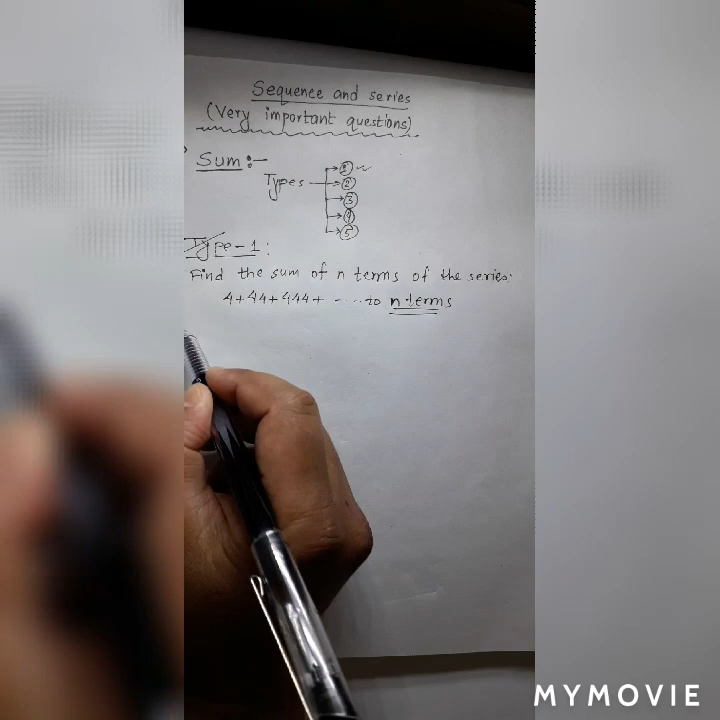 Sequence and series
(Very important questions)
Sum :-
Types → ①
→ ②
→ ③
→ ④
→ ⑤
Type-1:
Find the sum of n terms of the series:
4+44+444+ ..... to n terms
MYMOVIE